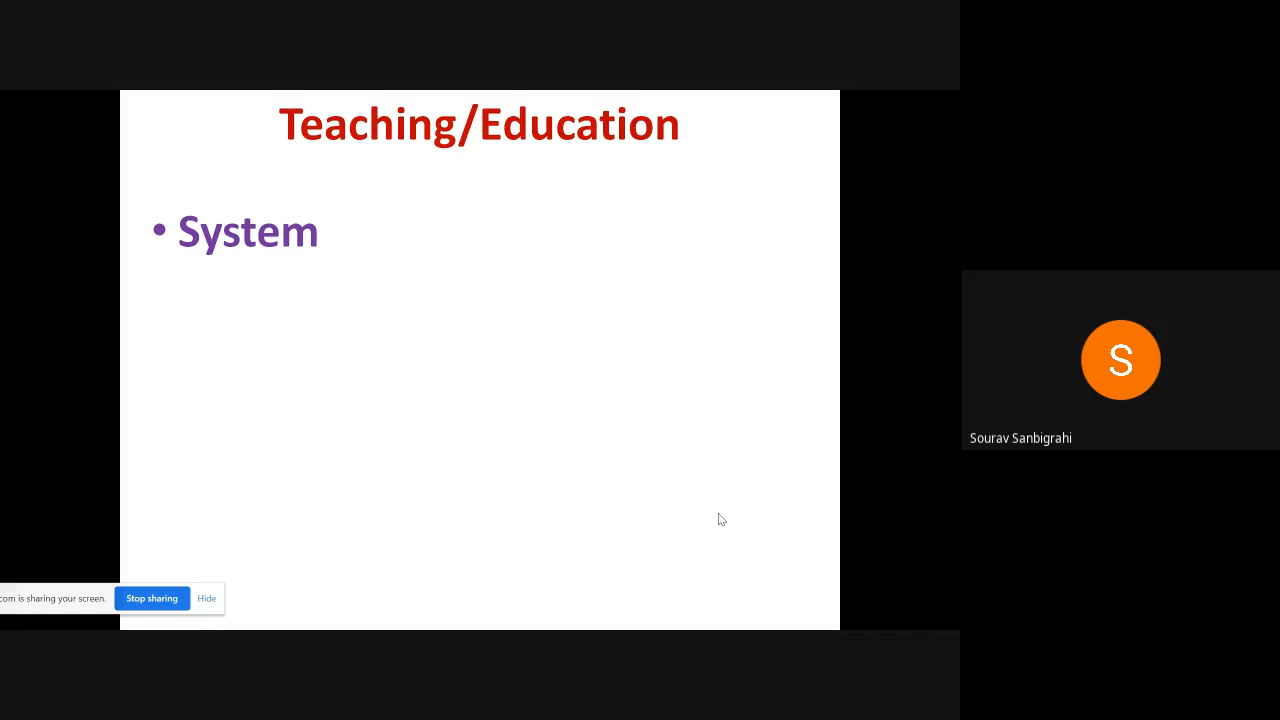 Teaching/Education
• System
S
Sourav Sanbigrahi
com is sharing your screen.
Stop sharing
Hide